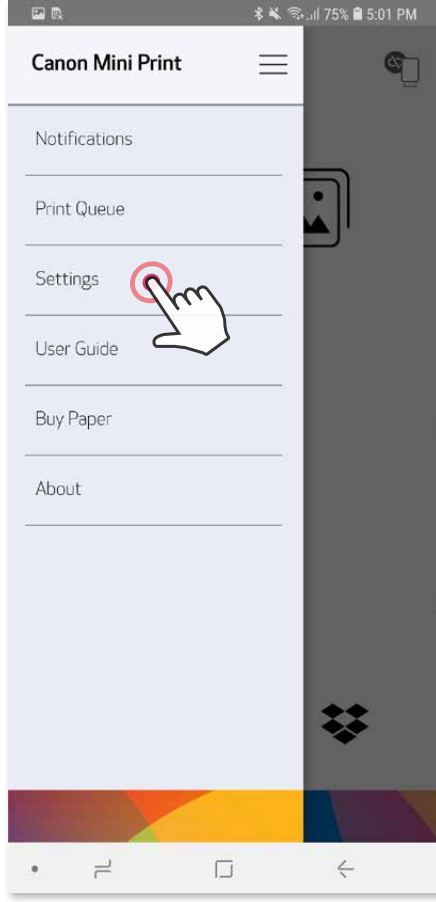 75% 5:01 PM
Canon Mini Print
Notifications
Print Queue
Settings
User Guide
Buy Paper
About